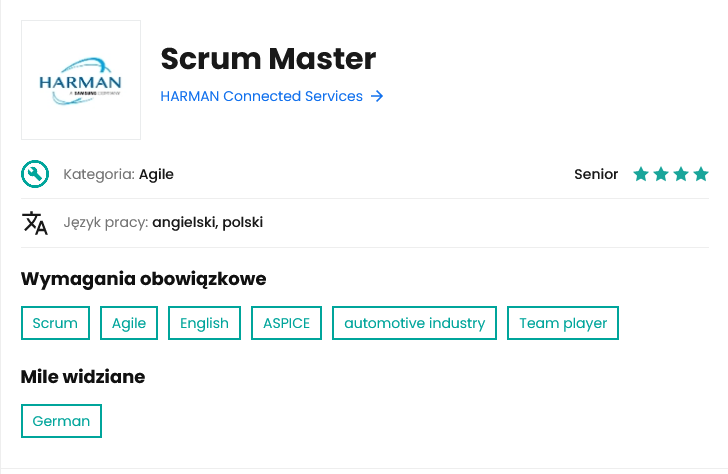 HARMAN
A SAMSUNG COMPANY
Scrum Master
HARMAN Connected Services →
Kategoria: Agile
Senior
Język pracy: angielski, polski
Wymagania obowiązkowe
Scrum
Agile
English
ASPICE
automotive industry
Team player
Mile widziane
German